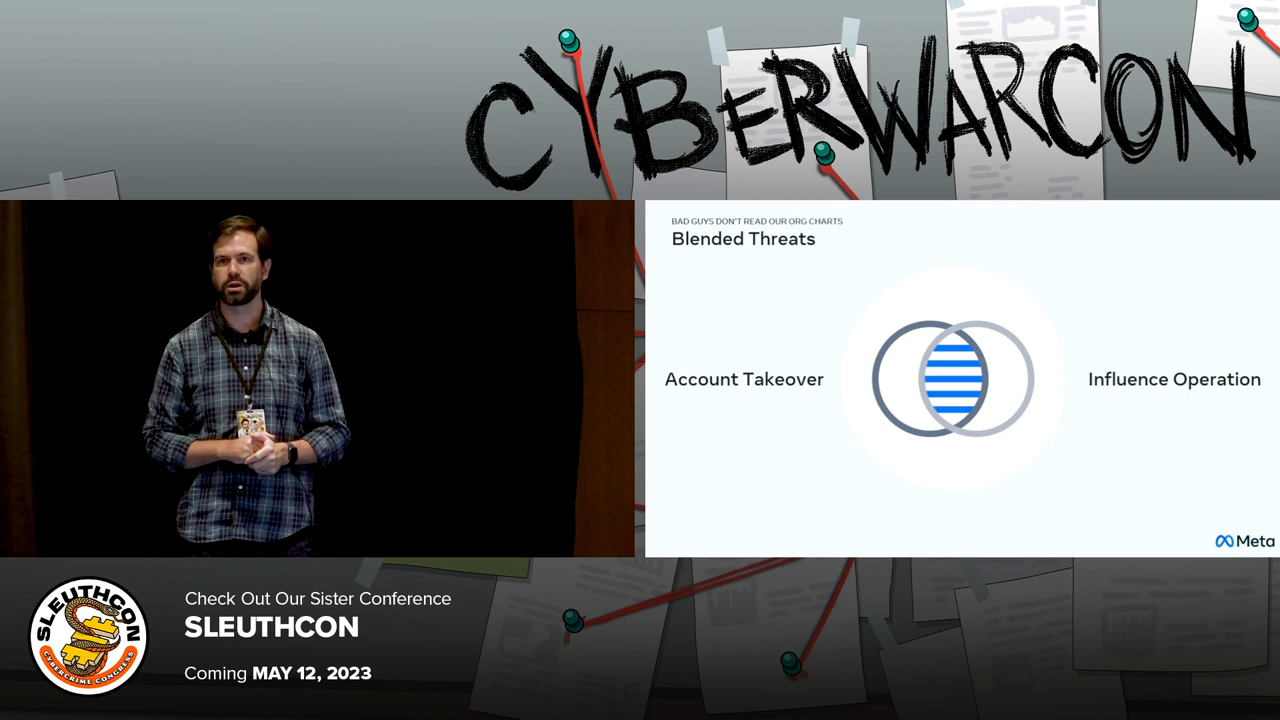 CYBERWARCON
BAD GUYS DON'T READ OUR ORG CHARTS
Blended Threats
Account Takeover
Influence Operation
Meta
SLEUTHCON
CYBERCRIME CONGRESS
Check Out Our Sister Conference
SLEUTHCON
Coming MAY 12, 2023